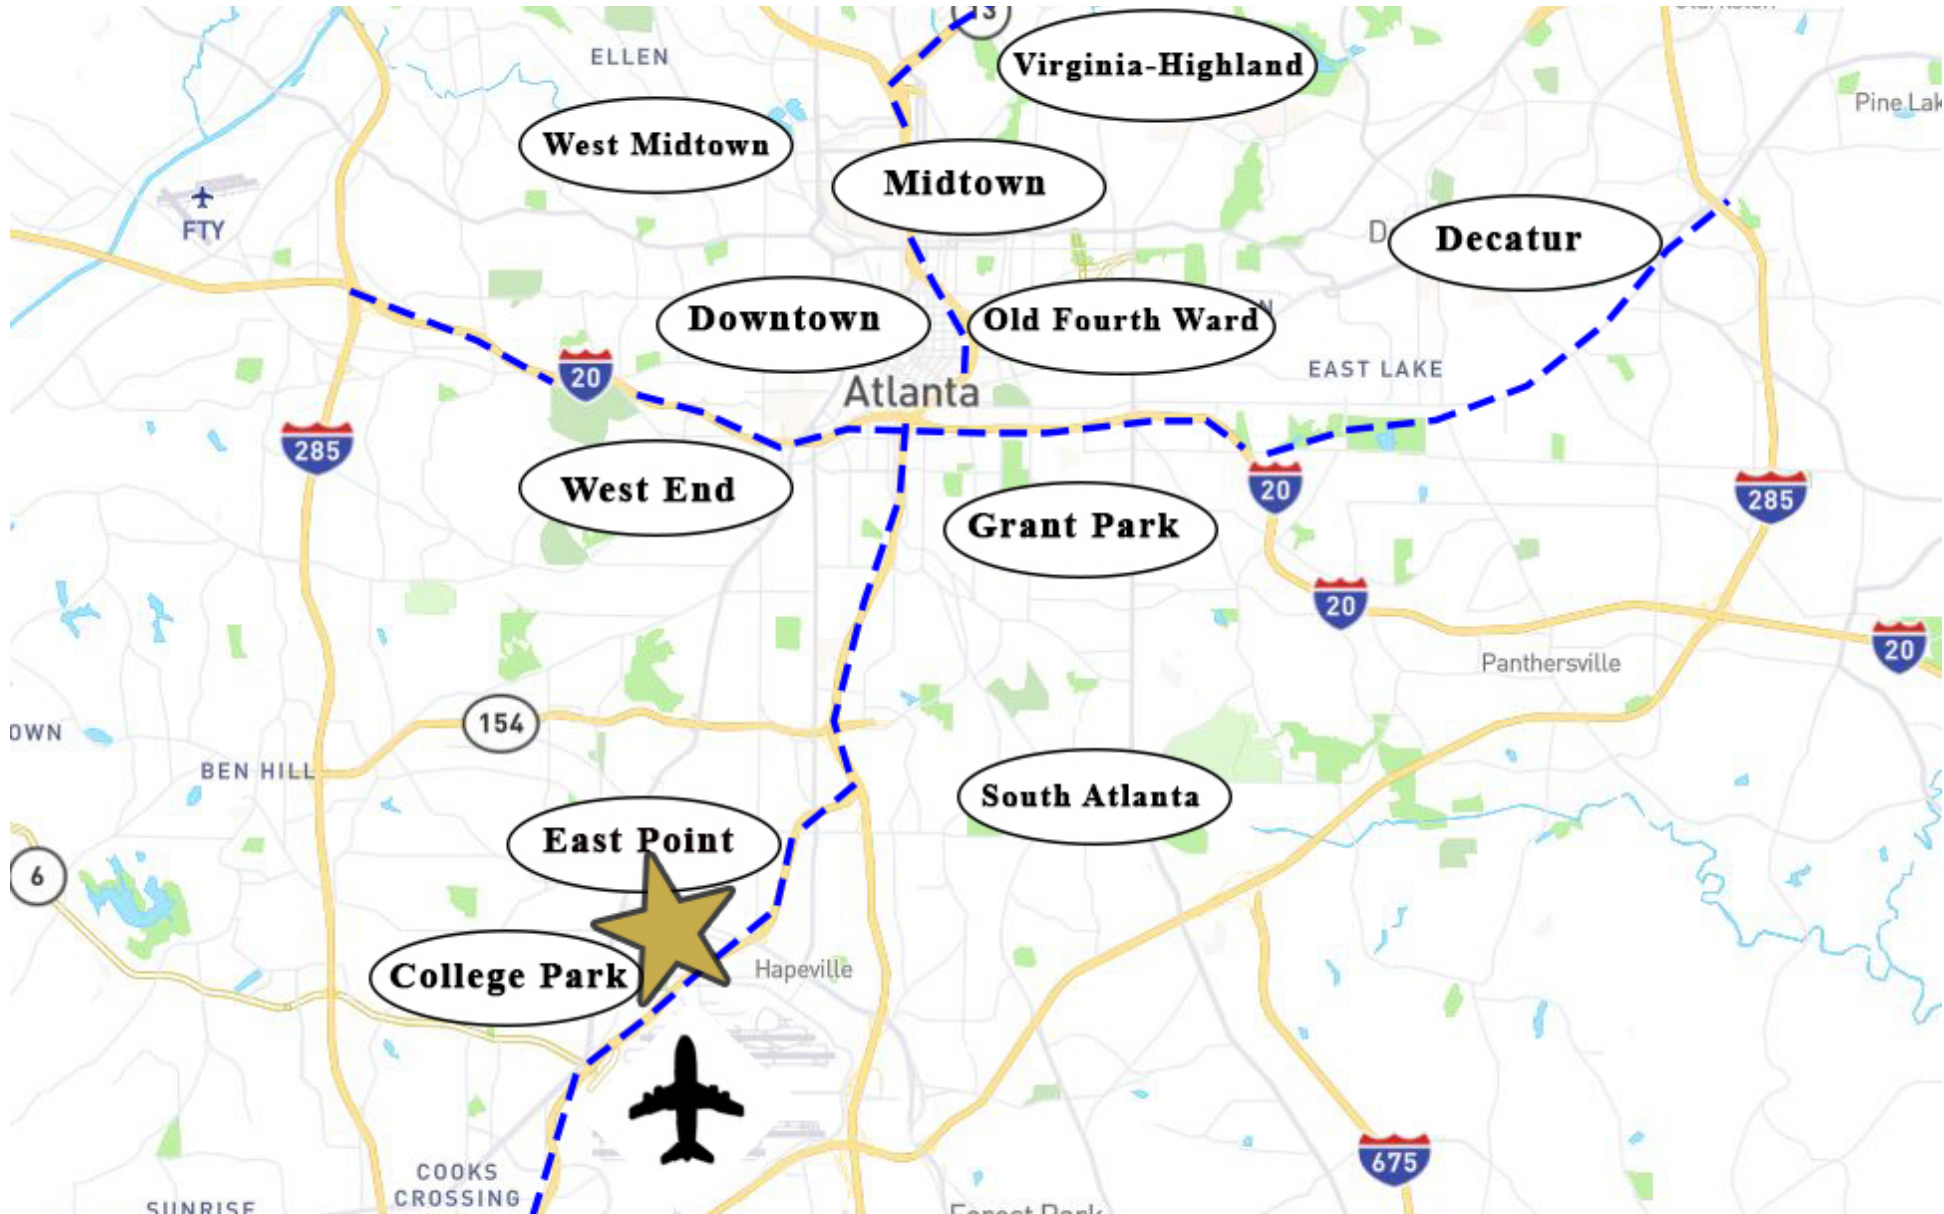 13
Virginia-Highland
ELLEN
Pine Lak
West Midtown
Midtown
FTY
D
Decatur
Downtown
Old Fourth Ward
N
EAST LAKE
20
Atlanta
285
West End
20
285
Grant Park
20
20
Panthersville
154
OWN
BEN HILL
South Atlanta
East Point
6
College Park
Hapeville
675
COOKS
CROSSING
SUNRISE
Forest Park